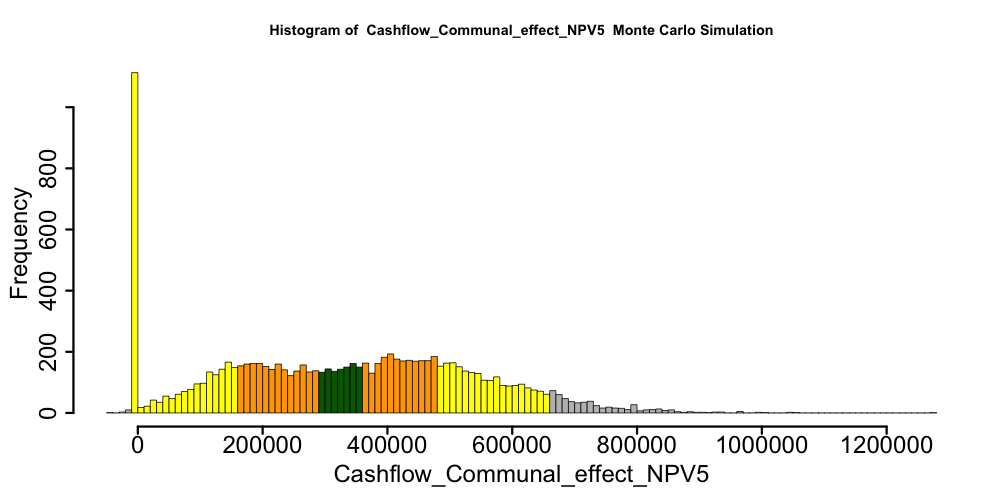 Histogram of  Cashflow_Communal_effect_NPV5  Monte Carlo Simulation
Frequency
800
600
400
200
0
0 200000 400000 600000 800000 1000000 1200000
Cashflow_Communal_effect_NPV5